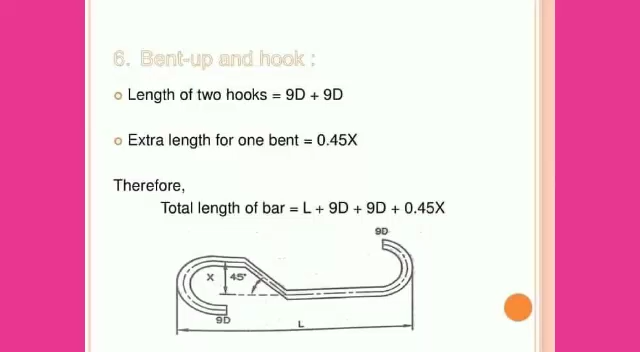 6. Bent-up and hook :
Length of two hooks = 9D + 9D
Extra length for one bent = 0.45X
Therefore,
Total length of bar = L + 9D + 9D + 0.45X
9D
X 45°
9D
L